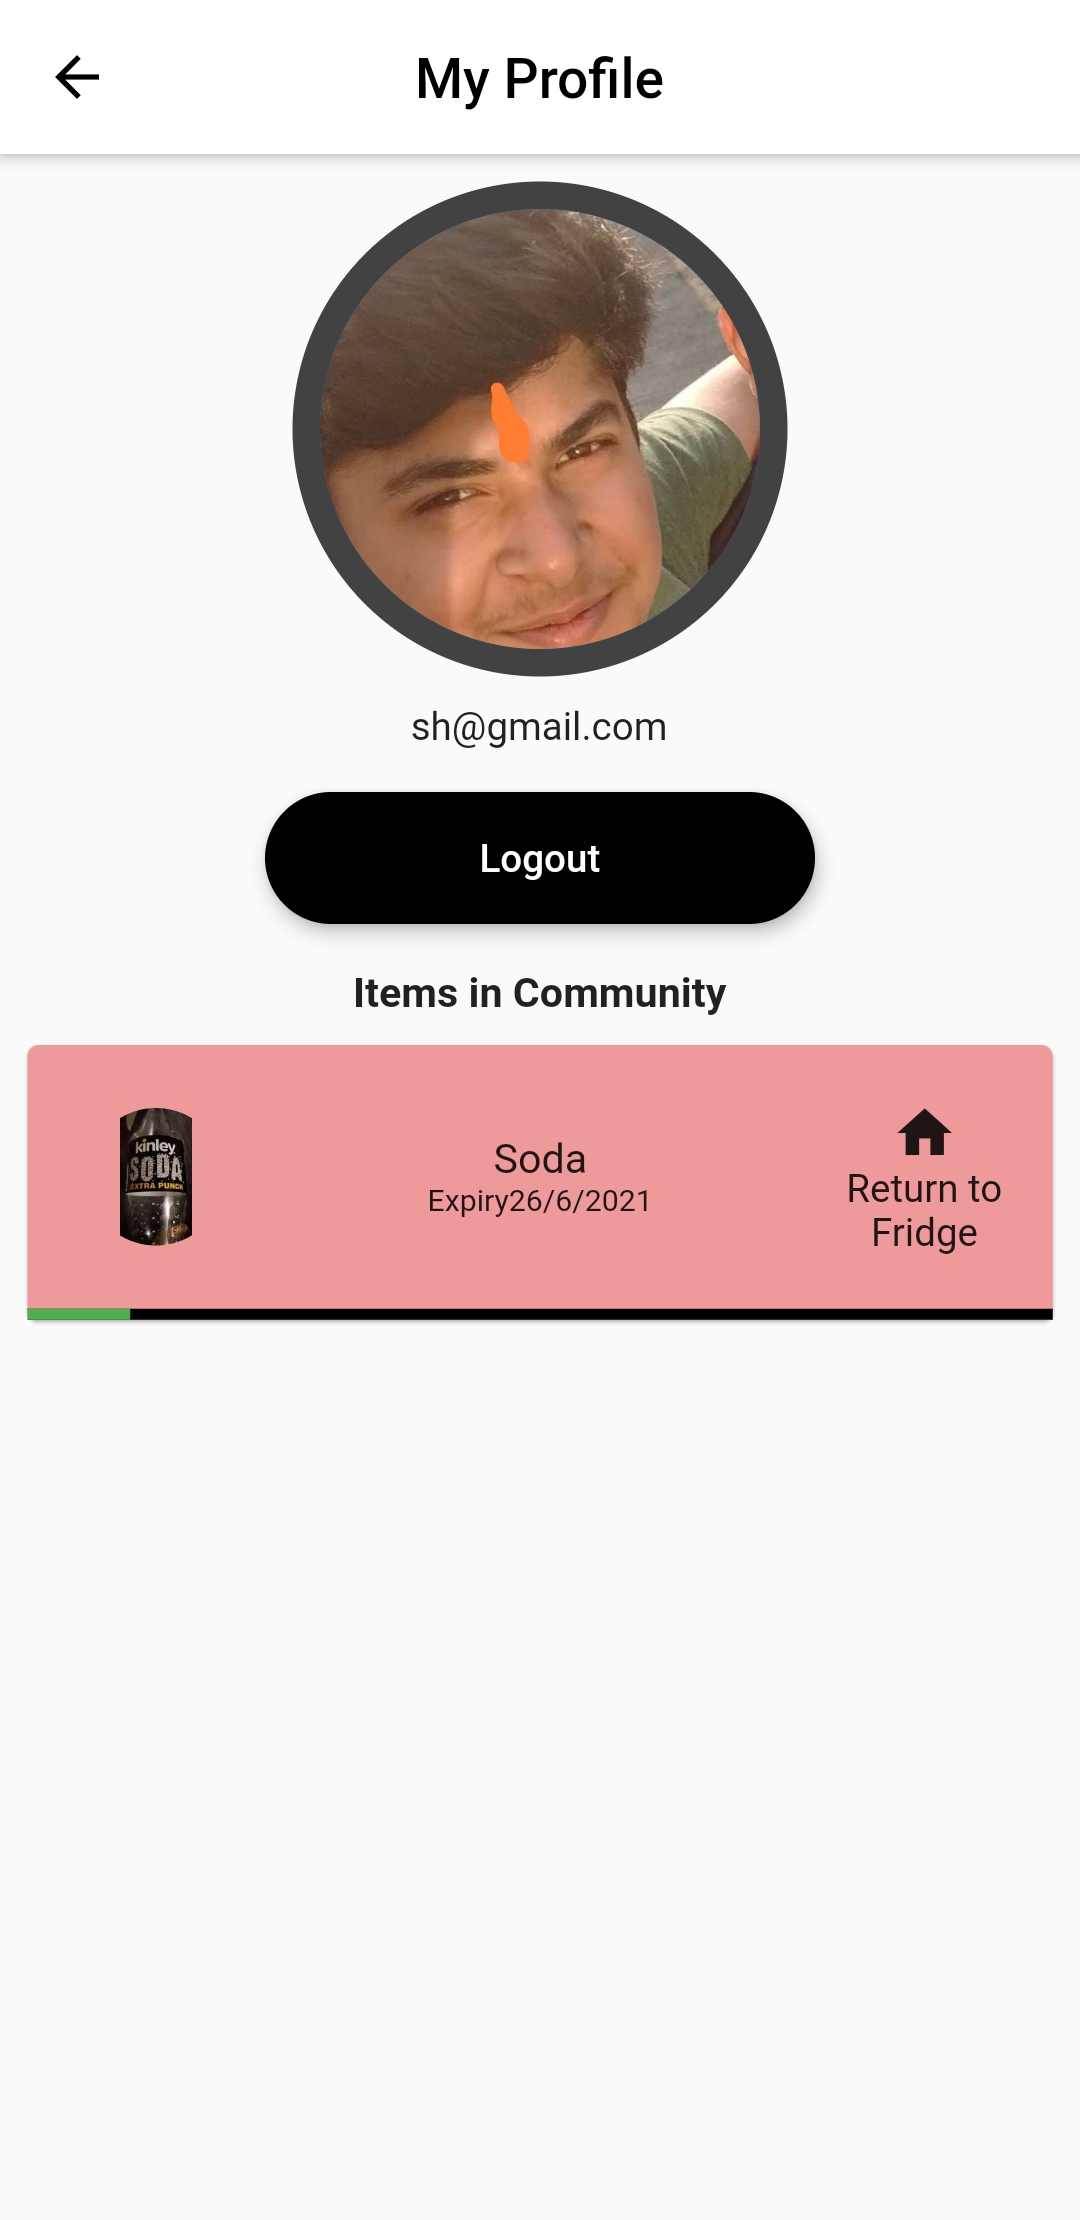 My Profile
sh@gmail.com
Logout
Items in Community
kinley
SODA
EXTRA PUNCH
Soda
Expiry26/6/2021
Return to
Fridge